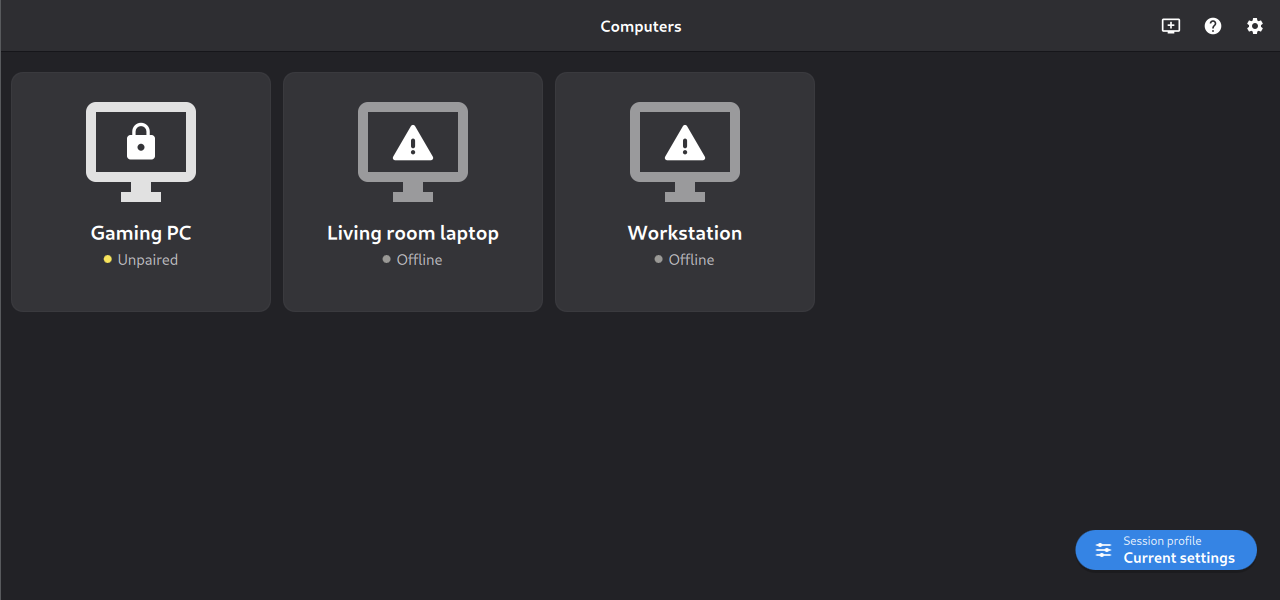 Computers
Gaming PC
Unpaired
Living room laptop
Offline
Workstation
Offline
Session profile
Current settings